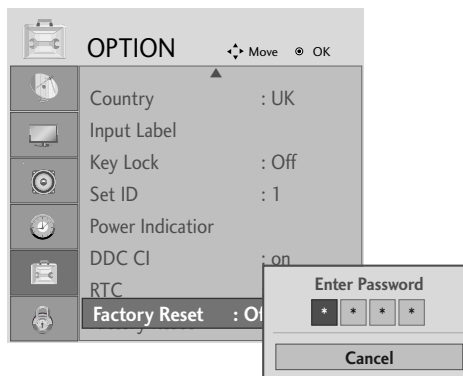 OPTION Move OK
Country : UK
Input Label
Key Lock : Off
Set ID : 1
Power Indicatior
DDC CI : on
RTC
Factory Reset : Of
Enter Password
* * * *
Cancel